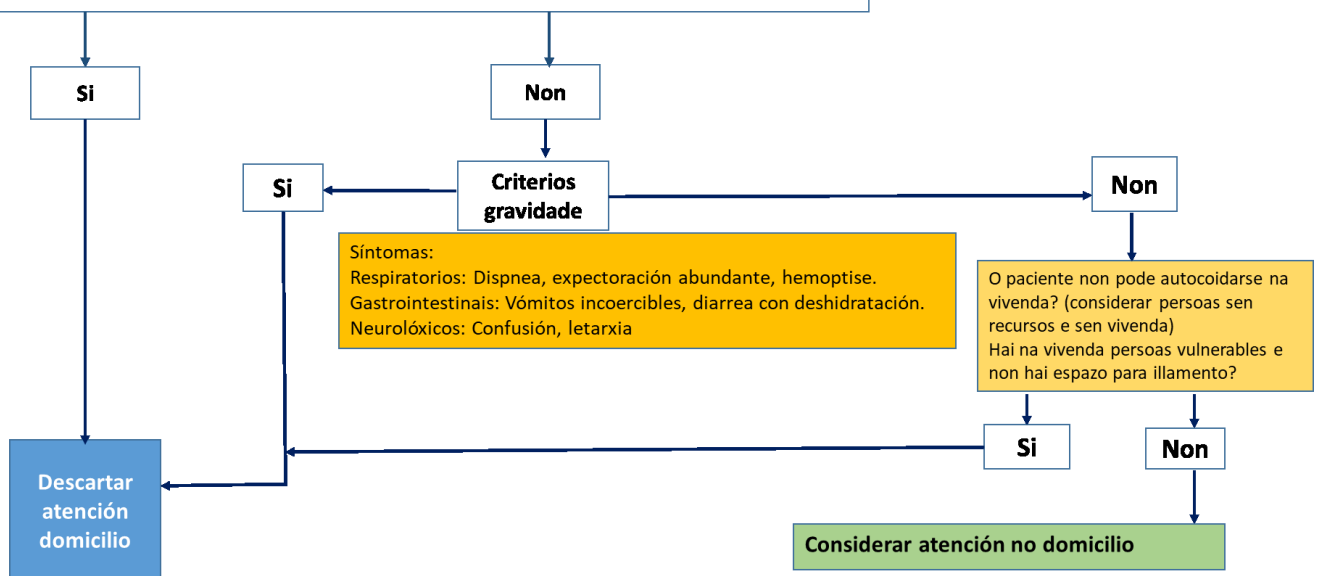 Si
Non
Si
Criterios
gravidade
Non
Síntomas:
Respiratorios: Dispnea, expectoración abundante, hemoptise.
Gastrointestinais: Vómitos incoercibles, diarrea con deshidratación.
Neurolóxicos: Confusión, letarxia
O paciente non pode autocoidarse na
vivenda? (considerar persoas sen
recursos e sen vivenda)
Hai na vivenda persoas vulnerables e
non hai espazo para illamento?
Si
Non
Descartar
atención
domicilio
Considerar atención no domicilio